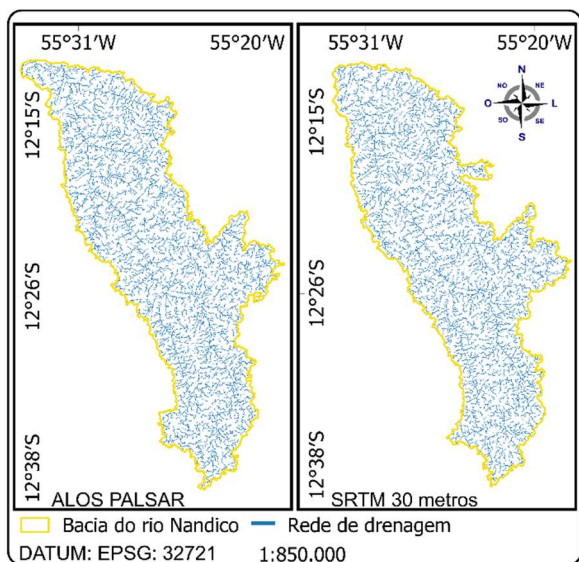 55°31′W 55°20′W 55°31′W 55°20′W
12°15′S
12°26′S
12°38′S
12°15′S
12°26′S
12°38′S
N
NO NE
O L
SO SE
S
ALOS PALSAR SRTM 30 metros
Bacia do rio Nandico Rede de drenagem
DATUM: EPSG: 32721 1:850.000